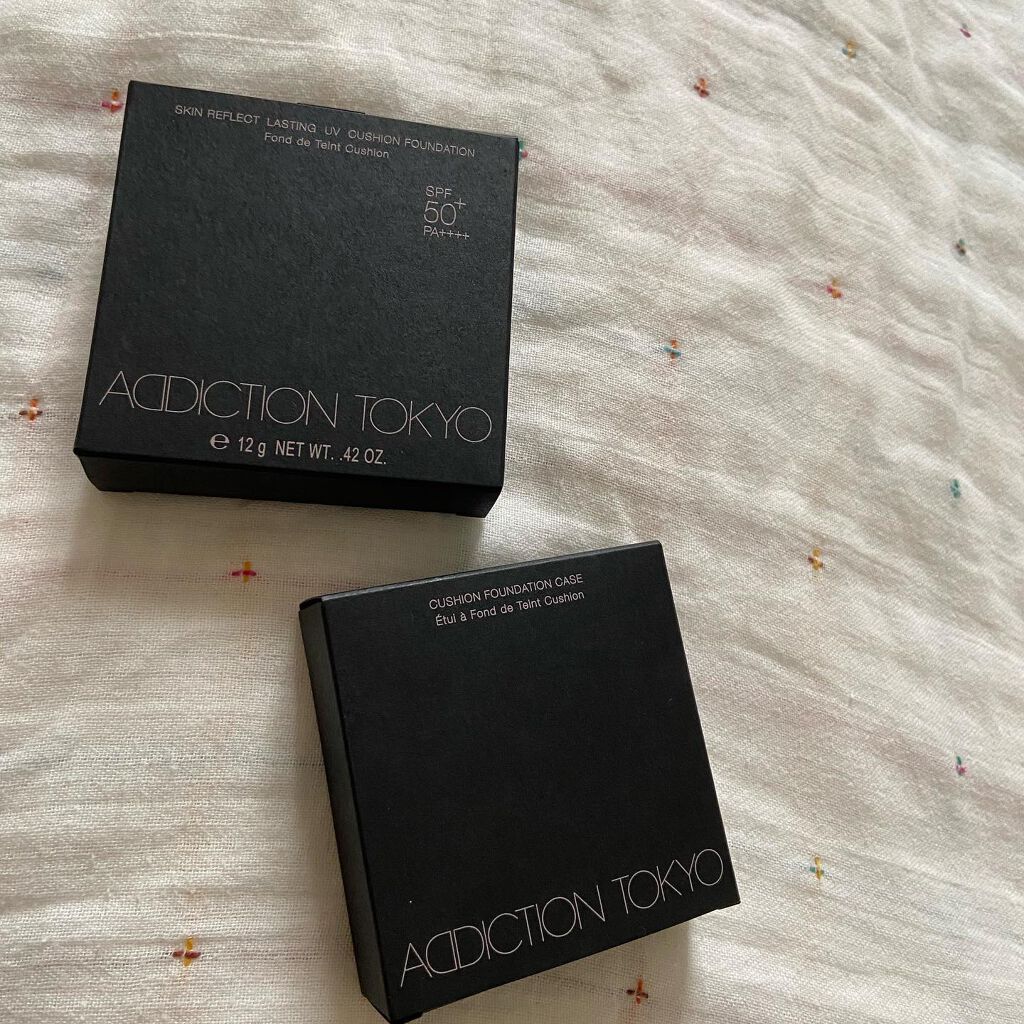 SKIN REFLECT LASTING UV CUSHION FOUNDATION
Fond de Teint Cushion
SPF
50+
PA++++
ADDICTION TOKYO
℮ 12 g NET WT. .42 OZ.
CUSHION FOUNDATION CASE
Étui à Fond de Teint Cushion
ADDICTION TOKYO